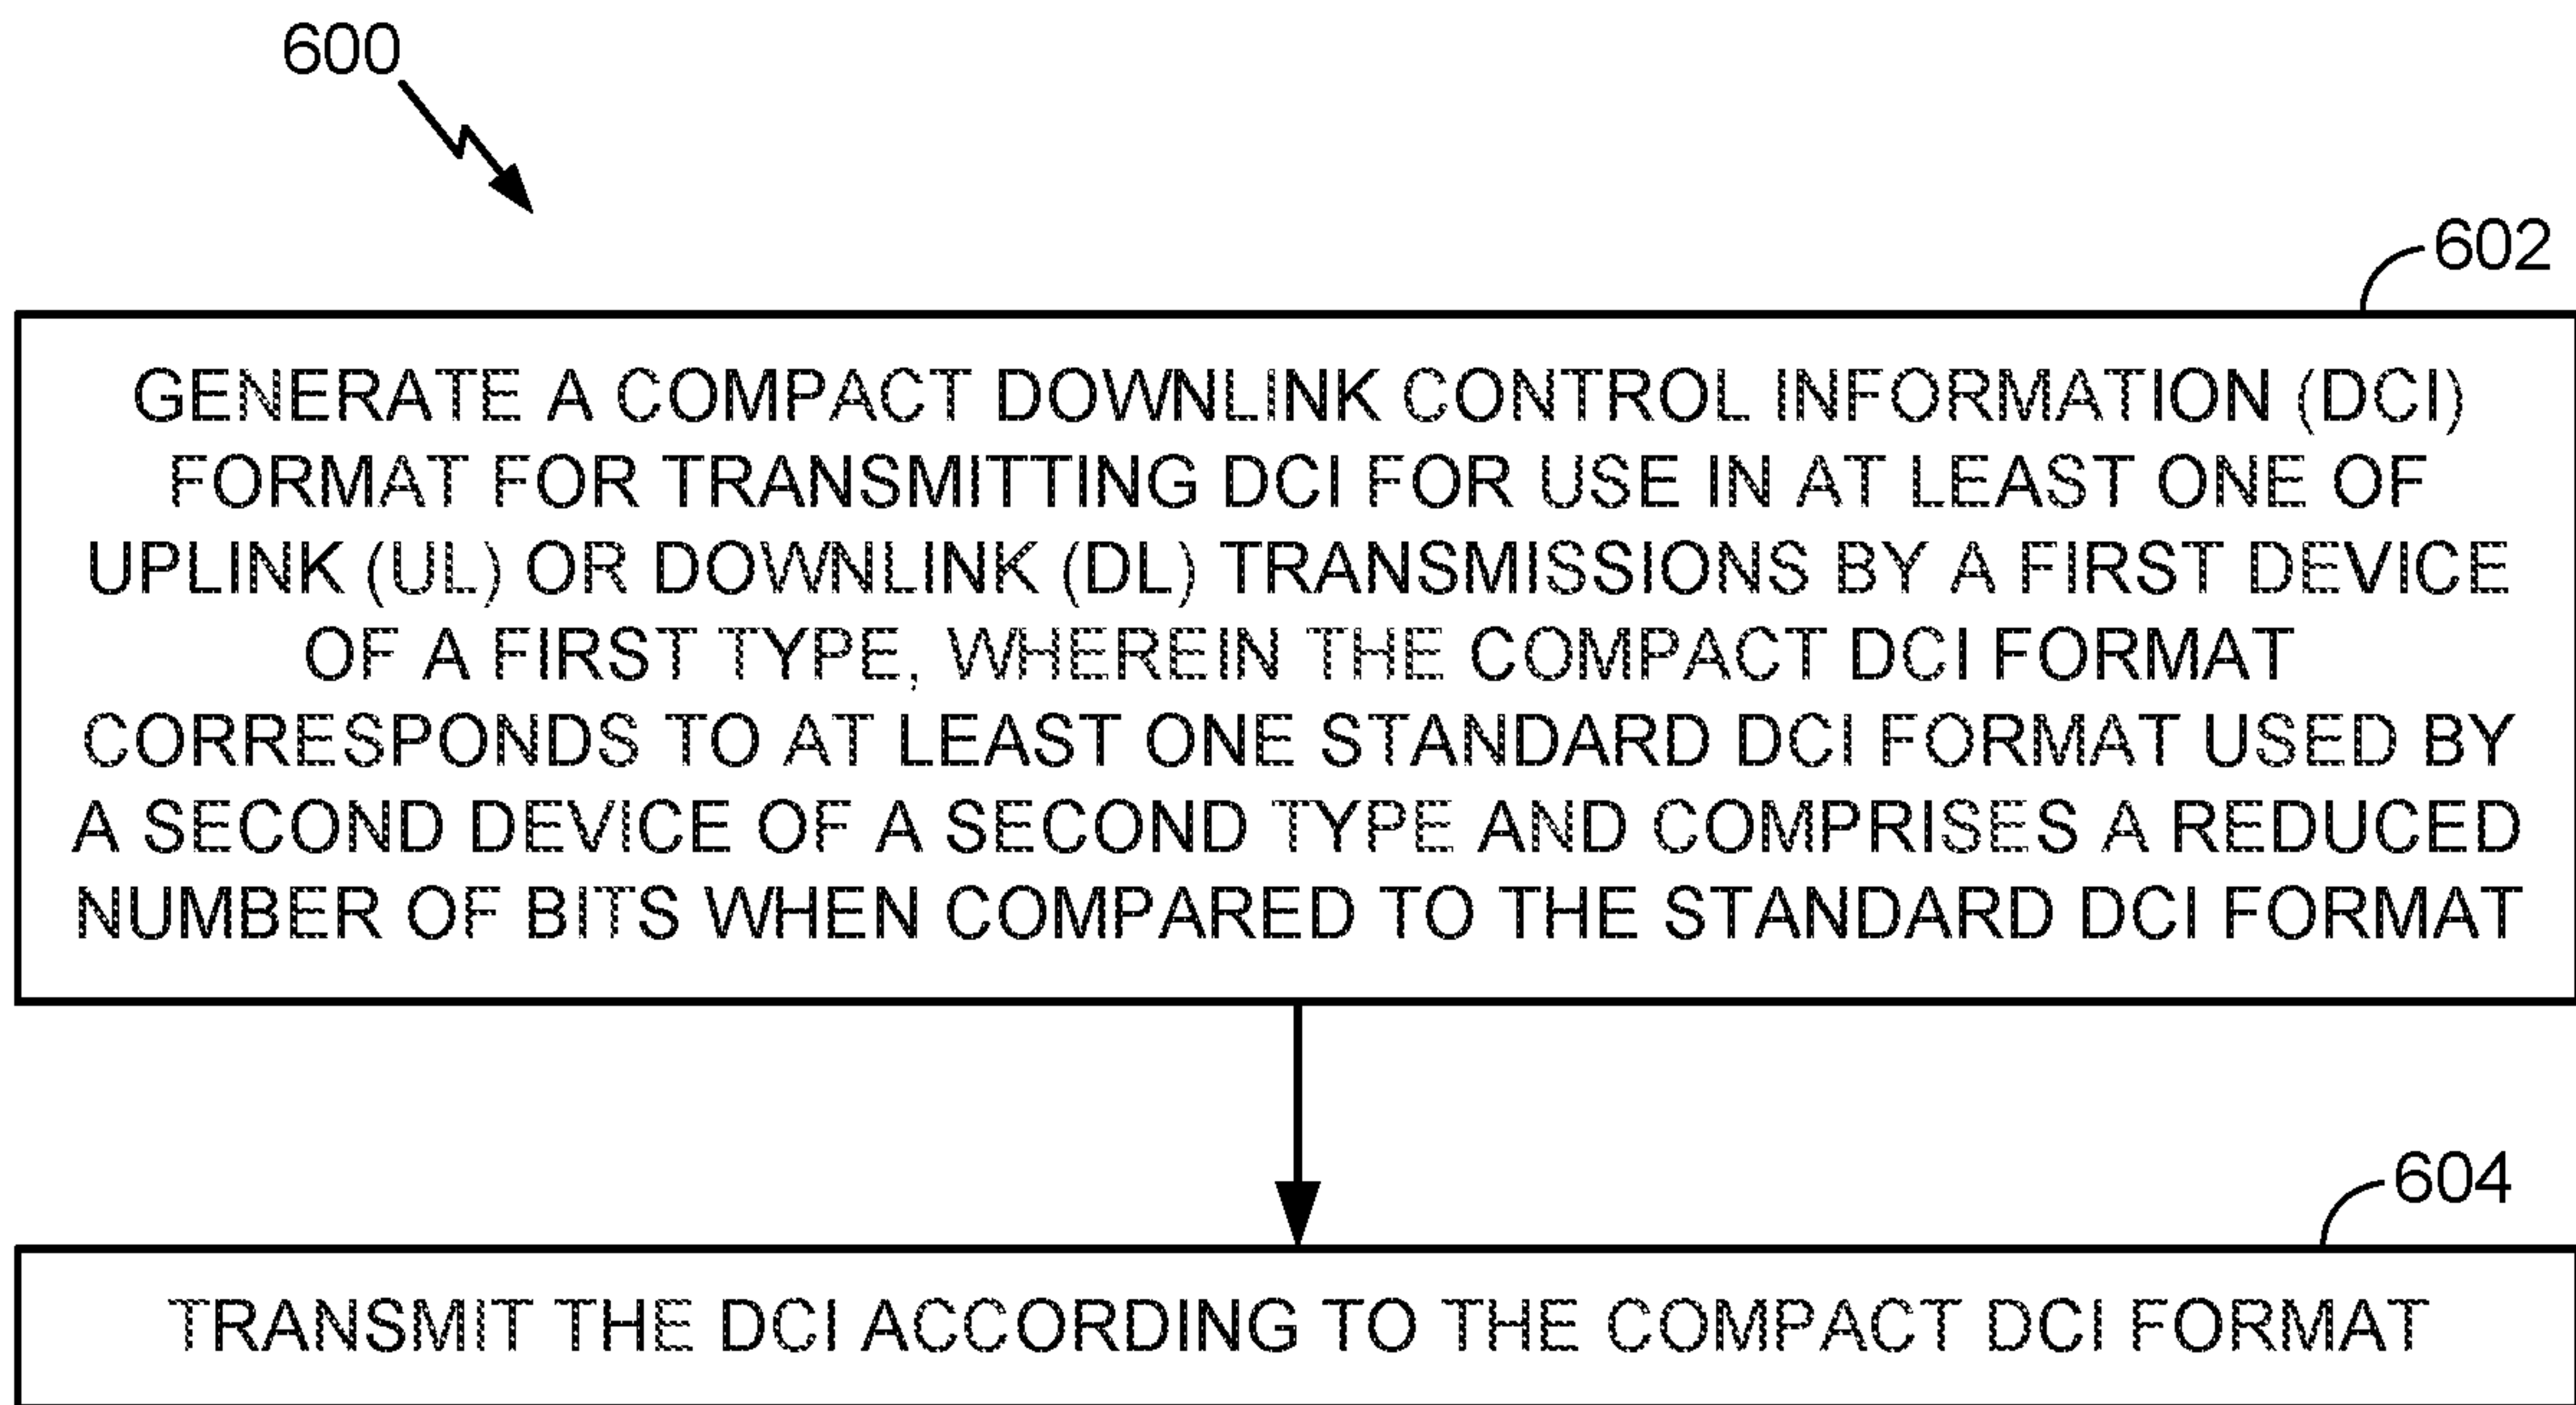 600
602
GENERATE A COMPACT DOWNLINK CONTROL INFORMATION (DCI)
FORMAT FOR TRANSMITTING DCI FOR USE IN AT LEAST ONE OF
UPLINK (UL) OR DOWNLINK (DL) TRANSMISSIONS BY A FIRST DEVICE
OF A FIRST TYPE, WHEREIN THE COMPACT DCI FORMAT
CORRESPONDS TO AT LEAST ONE STANDARD DCI FORMAT USED BY
A SECOND DEVICE OF A SECOND TYPE AND COMPRISES A REDUCED
NUMBER OF BITS WHEN COMPARED TO THE STANDARD DCI FORMAT
604
TRANSMIT THE DCI ACCORDING TO THE COMPACT DCI FORMAT